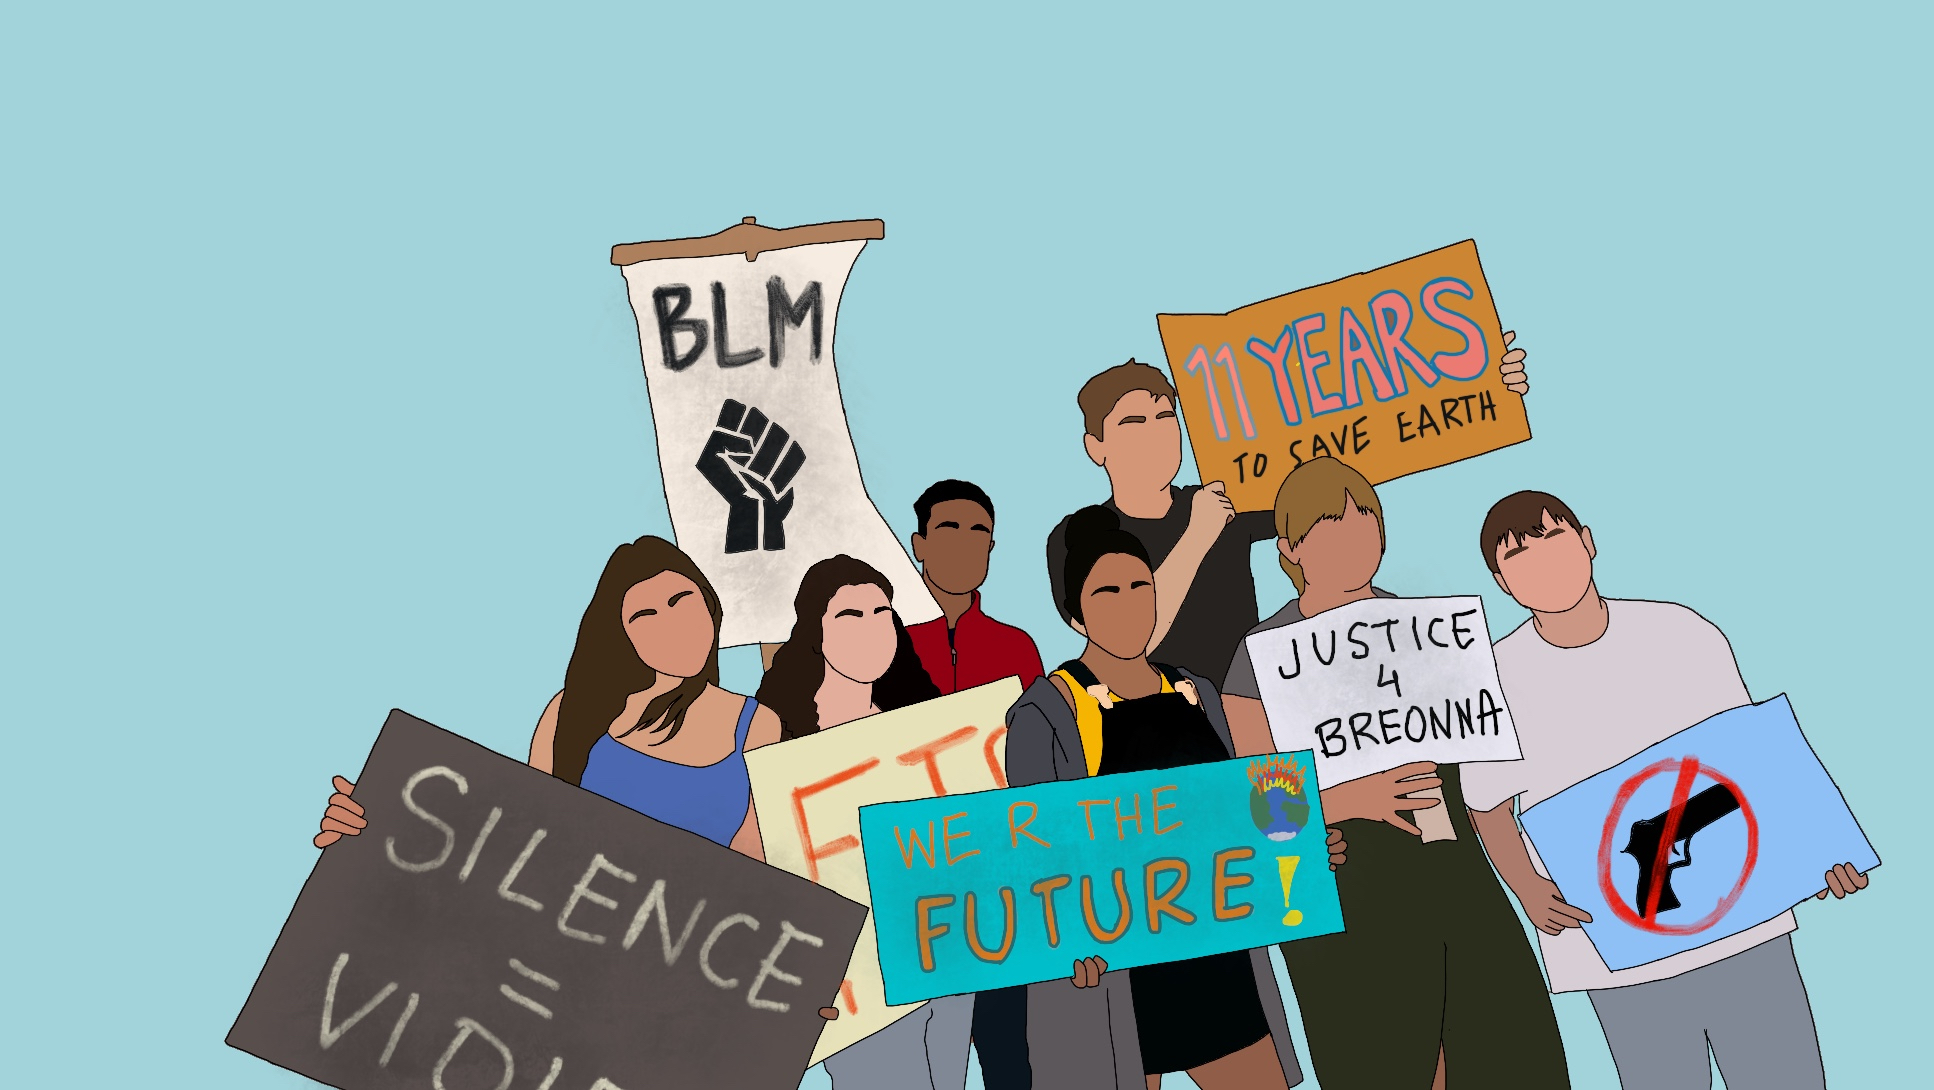 BLM
11 YEARS
TO SAVE EARTH
JUSTICE
4
BREONNA
WE R THE
FUTURE!
SILENCE
=